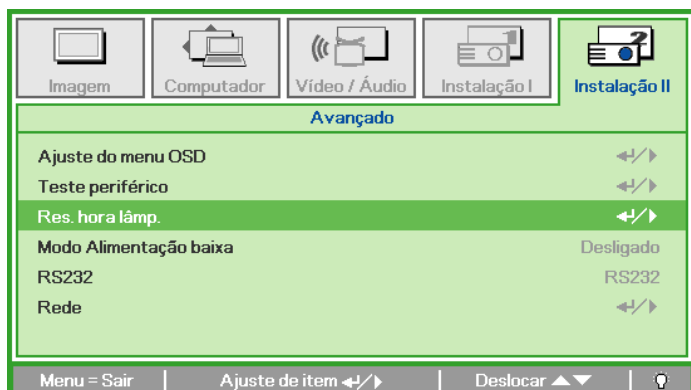 Imagem
Computador
Vídeo / Áudio
Instalação I
Instalação II
Avançado
Ajuste do menu OSD
Teste periférico
Res. hora lâmp.
Modo Alimentação baixa Desligado
RS232 RS232
Rede
Menu = Sair Ajuste de item Deslocar